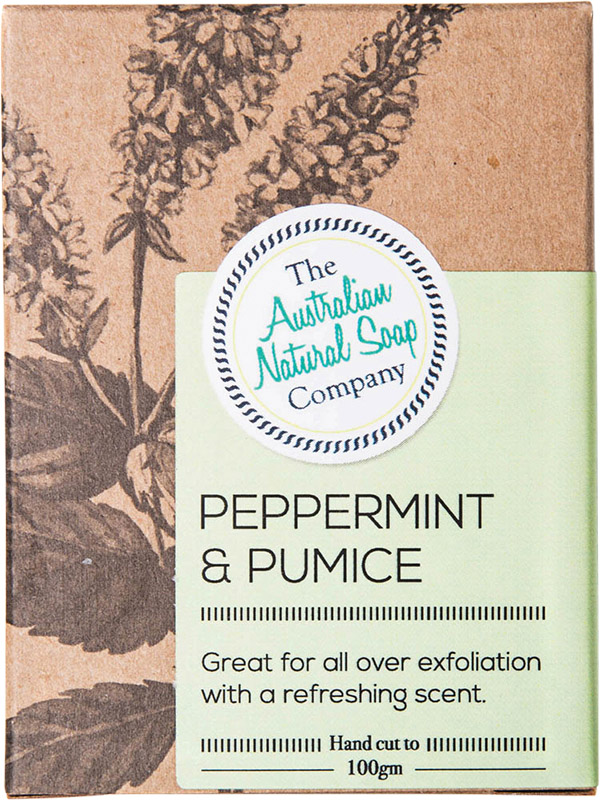 The
Australian
Natural Soap
Company
PEPPERMINT
& PUMICE
Great for all over exfoliation
with a refreshing scent.
Hand cut to
100gm